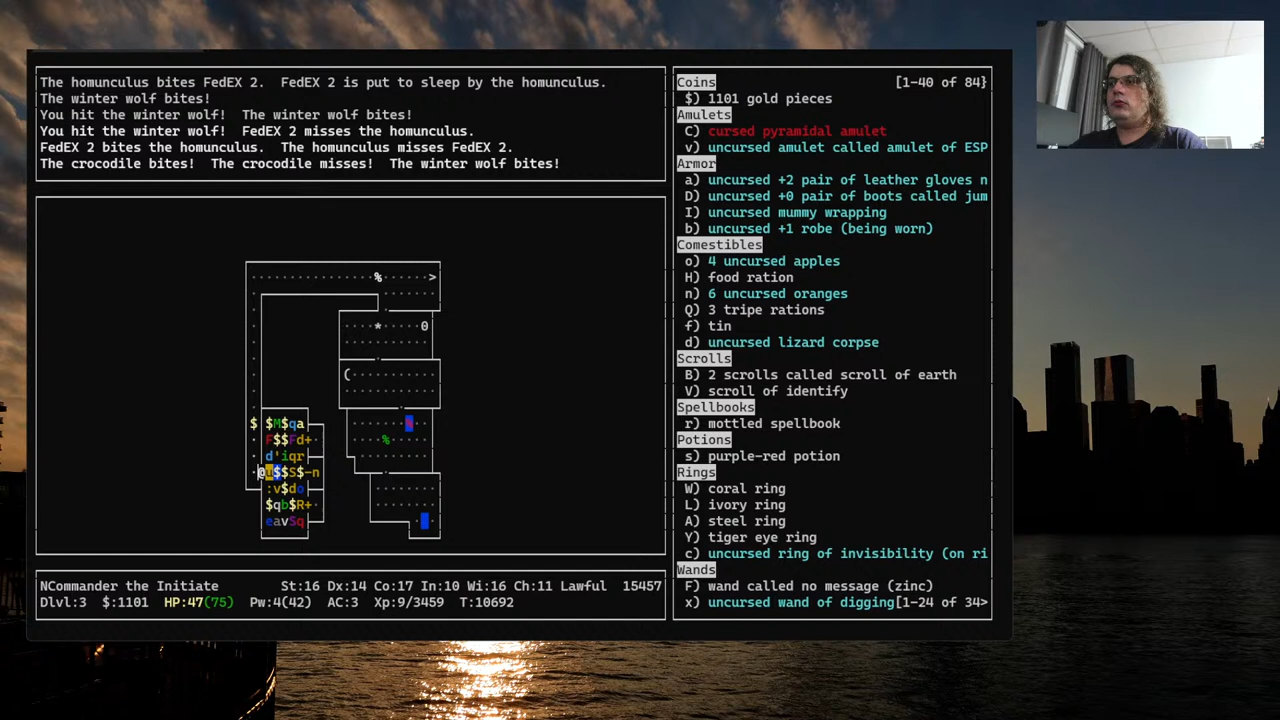 The homunculus bites FedEX 2.  FedEX 2 is put to sleep by the homunculus.
The winter wolf bites!
You hit the winter wolf!  The winter wolf bites!
You hit the winter wolf!  FedEX 2 misses the homunculus.
FedEX 2 bites the homunculus.  The homunculus misses FedEX 2.
The crocodile bites!  The crocodile misses!  The winter wolf bites!
Coins [1-40 of 84}
$) 1101 gold pieces
Amulets
C) cursed pyramidal amulet
v) uncursed amulet called amulet of ESP
Armor
a) uncursed +2 pair of leather gloves n
D) uncursed +0 pair of boots called jum
I) uncursed mummy wrapping
b) uncursed +1 robe (being worn)
Comestibles
o) 4 uncursed apples
H) food ration
n) 6 uncursed oranges
Q) 3 tripe rations
f) tin
d) uncursed lizard corpse
Scrolls
B) 2 scrolls called scroll of earth
V) scroll of identify
Spellbooks
r) mottled spellbook
Potions
s) purple-red potion
Rings
W) coral ring
L) ivory ring
A) steel ring
Y) tiger eye ring
c) uncursed ring of invisibility (on ri
Wands
F) wand called no message (zinc)
x) uncursed wand of digging[1-24 of 34>
NCommander the Initiate St:16 Dx:14 Co:17 In:10 Wi:16 Ch:11 Lawful 15457
Dlvl:3 $:1101 HP:47(75) Pw:4(42) AC:3 Xp:9/3459 T:10692